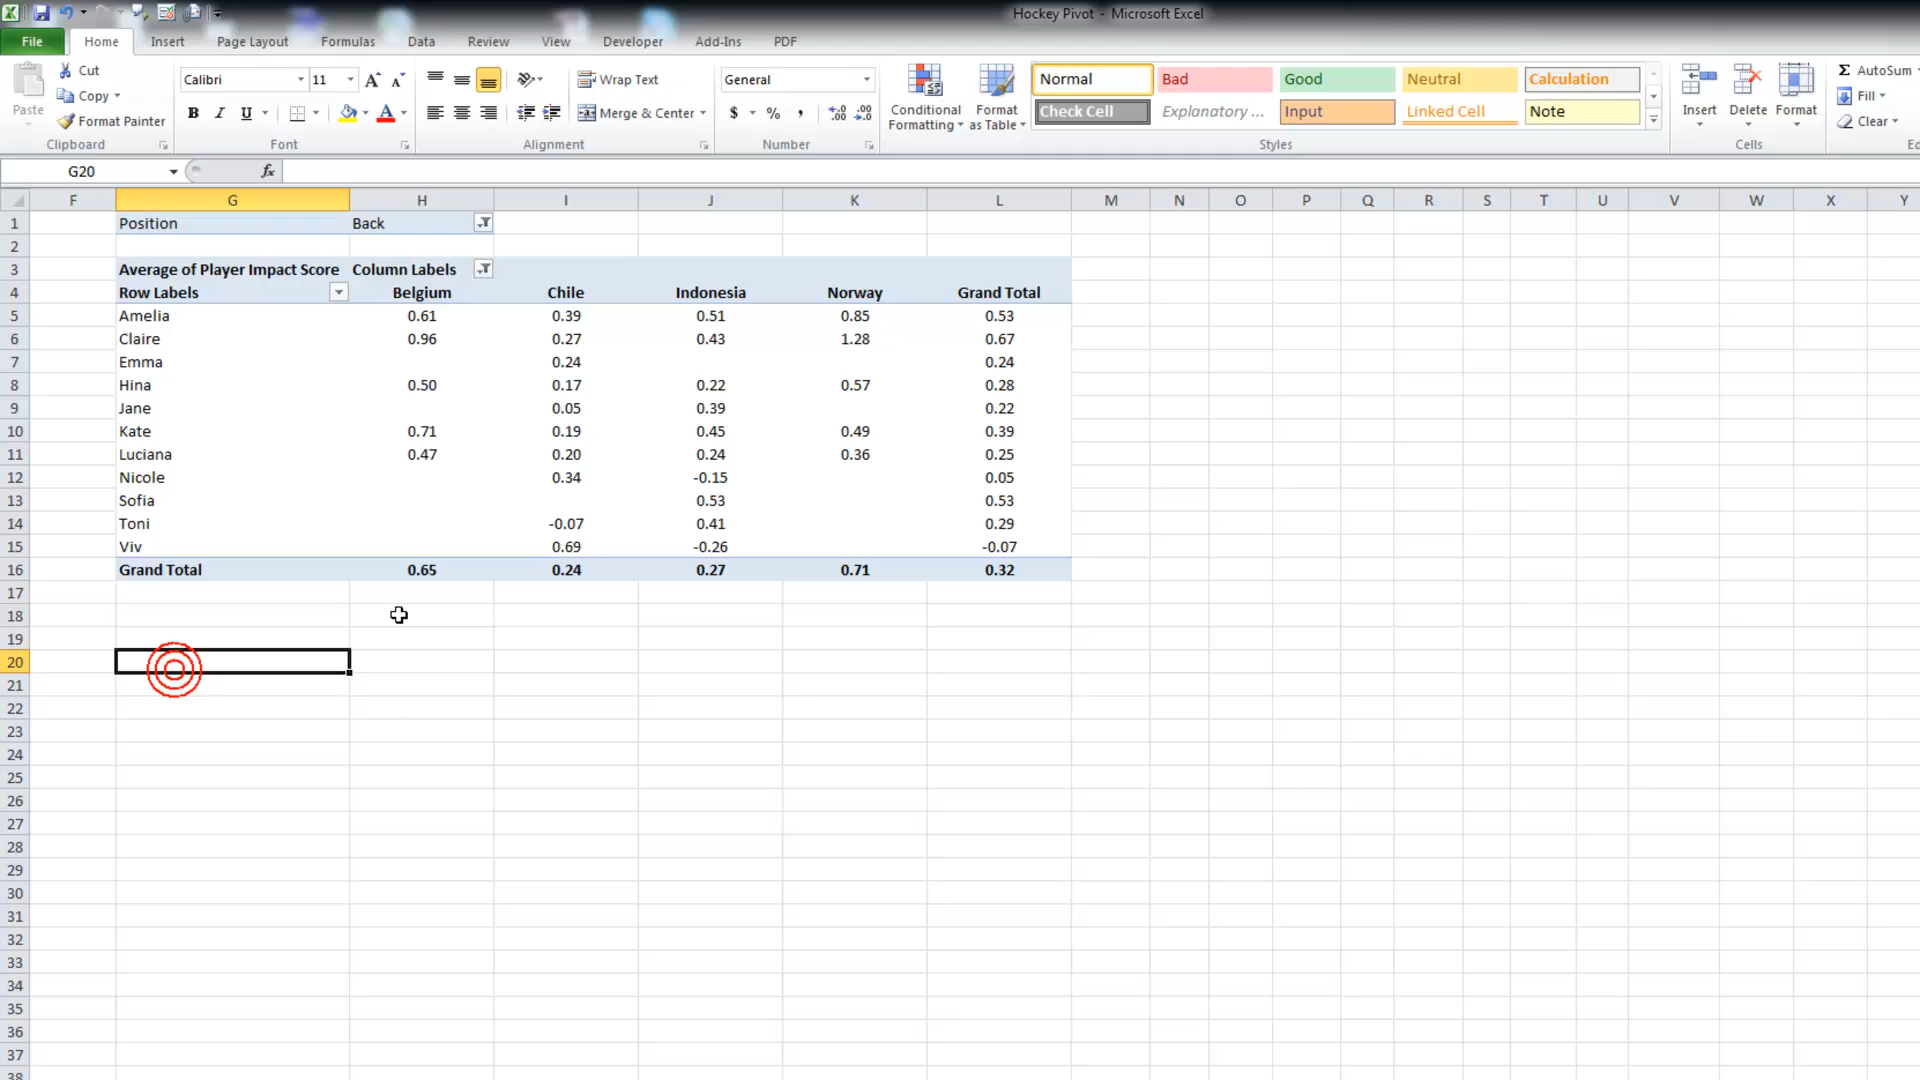 Hockey Pivot - Microsoft Excel
File Home Insert Page Layout Formulas Data Review View Developer Add-Ins PDF
Paste Cut Copy Format Painter Clipboard
Calibri 11 B I U Font
Wrap Text Merge & Center Alignment
General $ % , Number
Conditional Formatting Format as Table
Normal Bad Good Neutral Calculation
Check Cell Explanatory ... Input Linked Cell Note
Styles
Insert Delete Format Cells
Σ AutoSum Fill Clear
G20 fx
F G H I J K L M N O P Q R S T U V W X Y
1 Position Back
2
3 Average of Player Impact Score Column Labels
4 Row Labels Belgium Chile Indonesia Norway Grand Total
5 Amelia 0.61 0.39 0.51 0.85 0.53
6 Claire 0.96 0.27 0.43 1.28 0.67
7 Emma 0.24 0.24
8 Hina 0.50 0.17 0.22 0.57 0.28
9 Jane 0.05 0.39 0.22
10 Kate 0.71 0.19 0.45 0.49 0.39
11 Luciana 0.47 0.20 0.24 0.36 0.25
12 Nicole 0.34 -0.15 0.05
13 Sofia 0.53 0.53
14 Toni -0.07 0.41 0.29
15 Viv 0.69 -0.26 -0.07
16 Grand Total 0.65 0.24 0.27 0.71 0.32
17
18
19
20
21
22
23
24
25
26
27
28
29
30
31
32
33
34
35
36
37
38